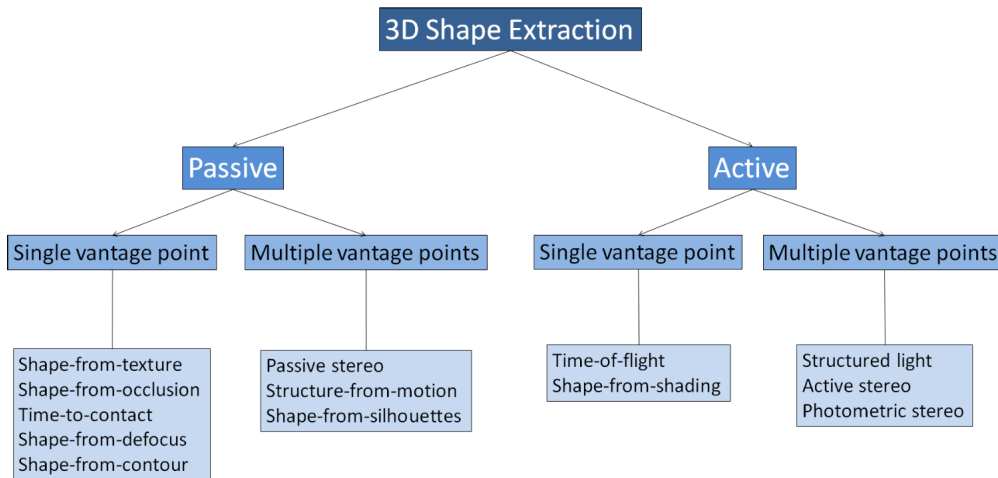 3D Shape Extraction
Passive
Active
Single vantage point
Multiple vantage points
Single vantage point
Multiple vantage points
Shape-from-texture
Shape-from-occlusion
Time-to-contact
Shape-from-defocus
Shape-from-contour
Passive stereo
Structure-from-motion
Shape-from-silhouettes
Time-of-flight
Shape-from-shading
Structured light
Active stereo
Photometric stereo